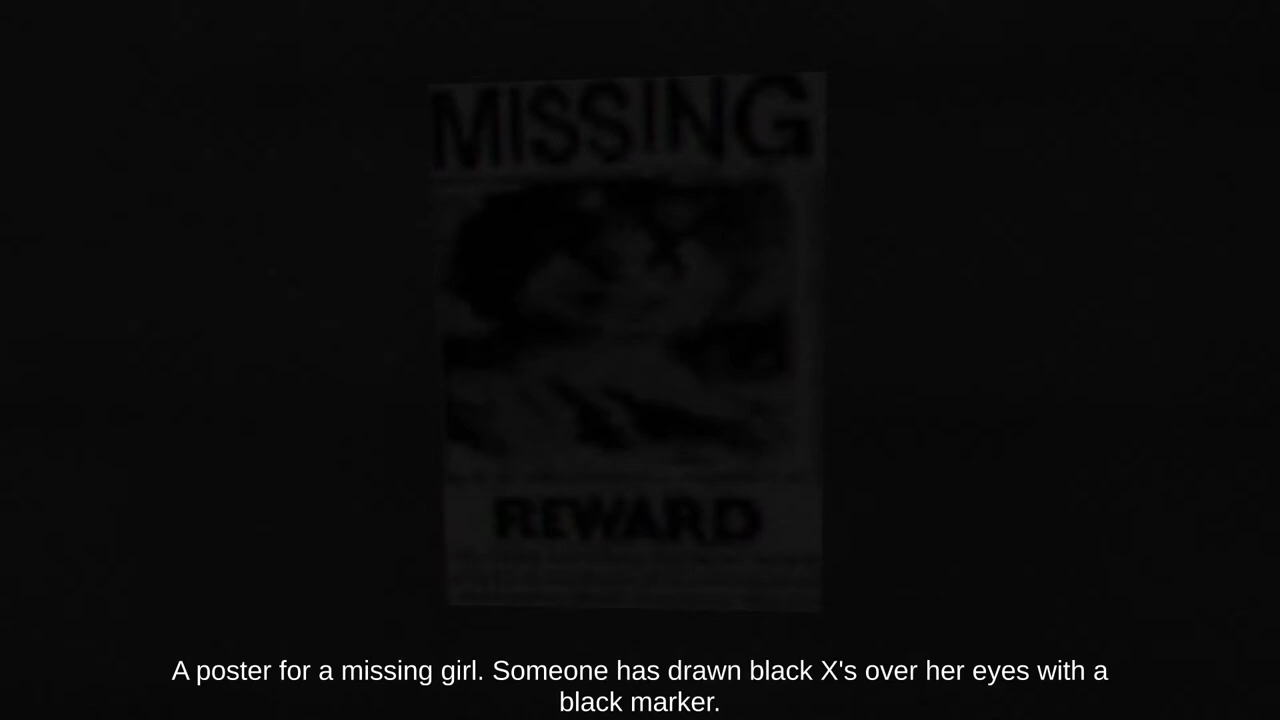 MISSING
REWARD
A poster for a missing girl. Someone has drawn black X's over her eyes with a
black marker.